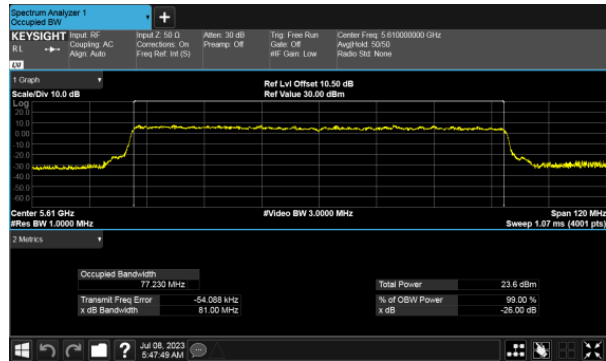 Spectrum Analyzer 1
Occupied BW
KEYSIGHT Input: RF Input Z: 50 Ω Atten: 30 dB Trig: Free Run Center Freq: 5.610000000 GHz
RL Coupling: AC Corrections: On Preamp: Off Gate: Off Avg|Hold: 50/50
Align: Auto Freq Ref: Int (S) #IF Gain: Low Radio Std: None
LXI
1 Graph
Ref Lvl Offset 10.50 dB
Scale/Div 10.0 dB Ref Value 30.00 dBm
Log
20.0
10.0
0.00
-10.0
-20.0
-30.0
-40.0
-50.0
-60.0
Center 5.61 GHz #Video BW 3.0000 MHz Span 120 MHz
#Res BW 1.0000 MHz Sweep 1.07 ms (4001 pts)
2 Metrics
Occupied Bandwidth
77.230 MHz Total Power 23.6 dBm
Transmit Freq Error -54.088 kHz % of OBW Power 99.00 %
x dB Bandwidth 81.00 MHz x dB -26.00 dB
Jul 08, 2023
5:47:49 AM